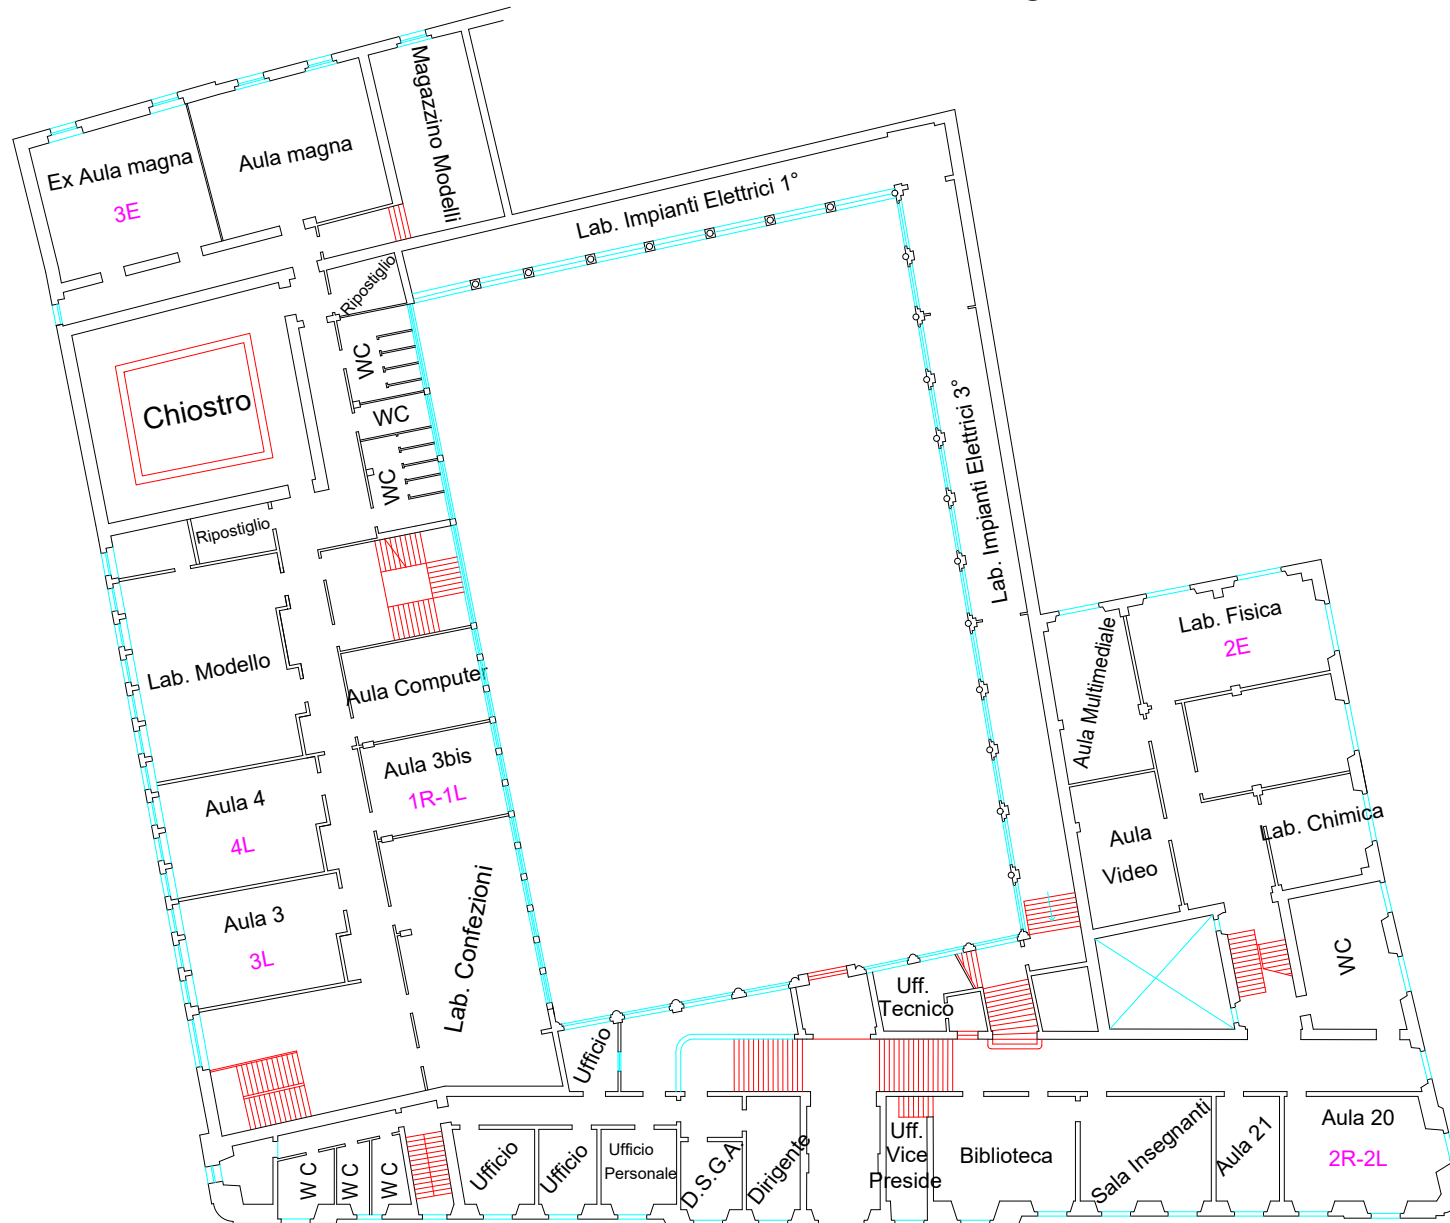 Magazzino Modelli
Ex Aula magna
3E
Aula magna
Lab. Impianti Elettrici 1°
Ripostiglio
WC
Chiostro
WC
WC
Ripostiglio
Lab. Impianti Elettrici 3°
Lab. Modello
Aula Computer
Aula 3bis
1R-1L
Aula 4
4L
Aula 3
3L
Lab. Confezioni
Aula Multimediale
Lab. Fisica
2E
Lab. Chimica
Aula
Video
WC
Uff.
Tecnico
Ufficio
WC
WC
WC
Ufficio
Ufficio
Ufficio
Personale
D.S.G.A.
Dirigente
Uff.
Vice
Preside
Biblioteca
Sala Insegnanti
Aula 21
Aula 20
2R-2L